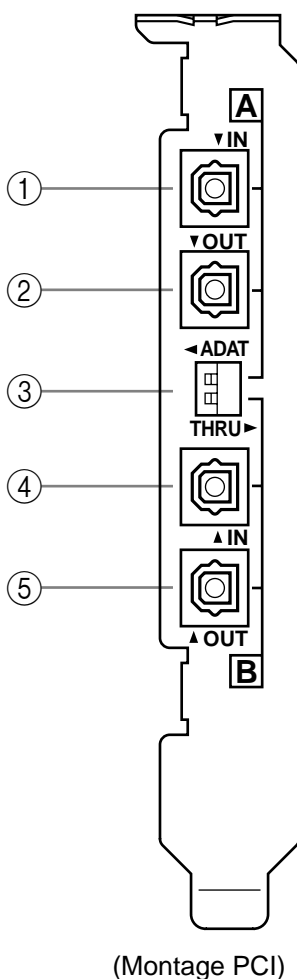 A
▼IN
1
▼OUT
2
◄ADAT
3
THRU►
4
▲IN
5
▲OUT
B
(Montage PCI)